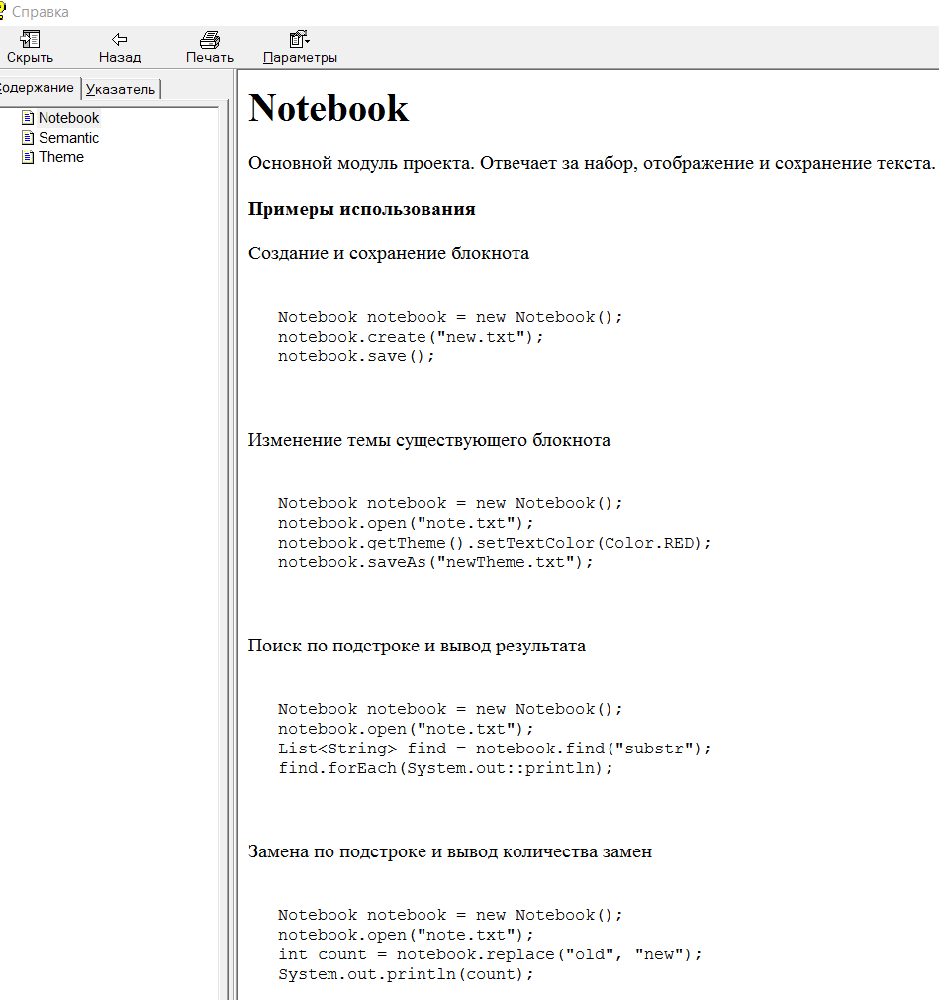 Справка
Скрыть Назад Печать Параметры
Содержание Указатель
Notebook
Semantic
Theme
Notebook
Основной модуль проекта. Отвечает за набор, отображение и сохранение текста.
Примеры использования
Создание и сохранение блокнота
Notebook notebook = new Notebook();
notebook.create("new.txt");
notebook.save();
Изменение темы существующего блокнота
Notebook notebook = new Notebook();
notebook.open("note.txt");
notebook.getTheme().setTextColor(Color.RED);
notebook.saveAs("newTheme.txt");
Поиск по подстроке и вывод результата
Notebook notebook = new Notebook();
notebook.open("note.txt");
List<String> find = notebook.find("substr");
find.forEach(System.out::println);
Замена по подстроке и вывод количества замен
Notebook notebook = new Notebook();
notebook.open("note.txt");
int count = notebook.replace("old", "new");
System.out.println(count);